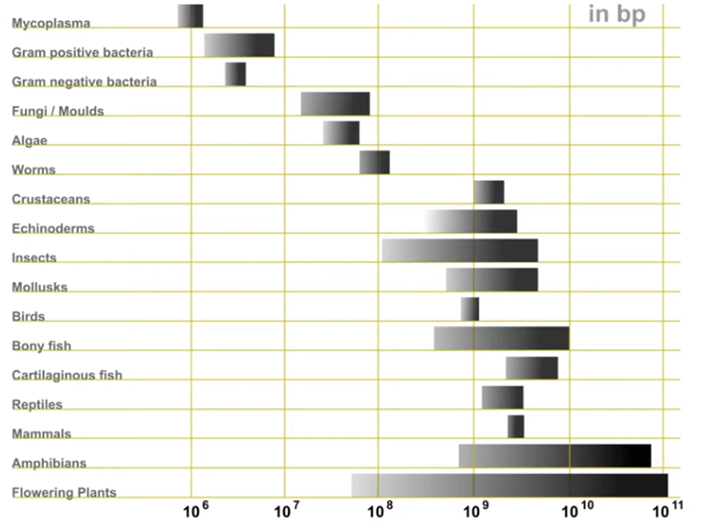 in bp
Mycoplasma
Gram positive bacteria
Gram negative bacteria
Fungi / Moulds
Algae
Worms
Crustaceans
Echinoderms
Insects
Mollusks
Birds
Bony fish
Cartilaginous fish
Reptiles
Mammals
Amphibians
Flowering Plants
10⁶ 10⁷ 10⁸ 10⁹ 10¹⁰ 10¹¹